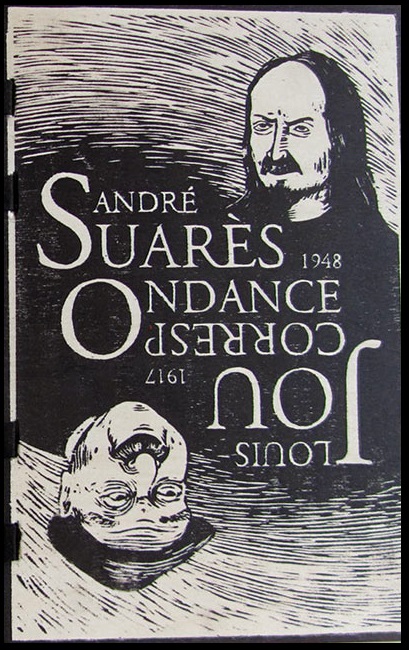 ANDRÉ
SUARÈS 1948
ONDANCE
CORRESP
1917
JOU
LOUIS